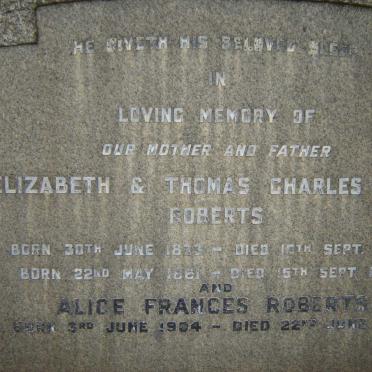 HE GIVETH HIS BELOVED SLEEP
IN
LOVING MEMORY OF
OUR MOTHER AND FATHER
ELIZABETH & THOMAS CHARLES
ROBERTS
BORN 30TH JUNE DIED SEPT.
BORN 22ND MAY 1881 - DIED 15TH SEPT
AND
ALICE FRANCES ROBERTS
BORN 3RD JUNE 1904 - DIED 22ND JUNE